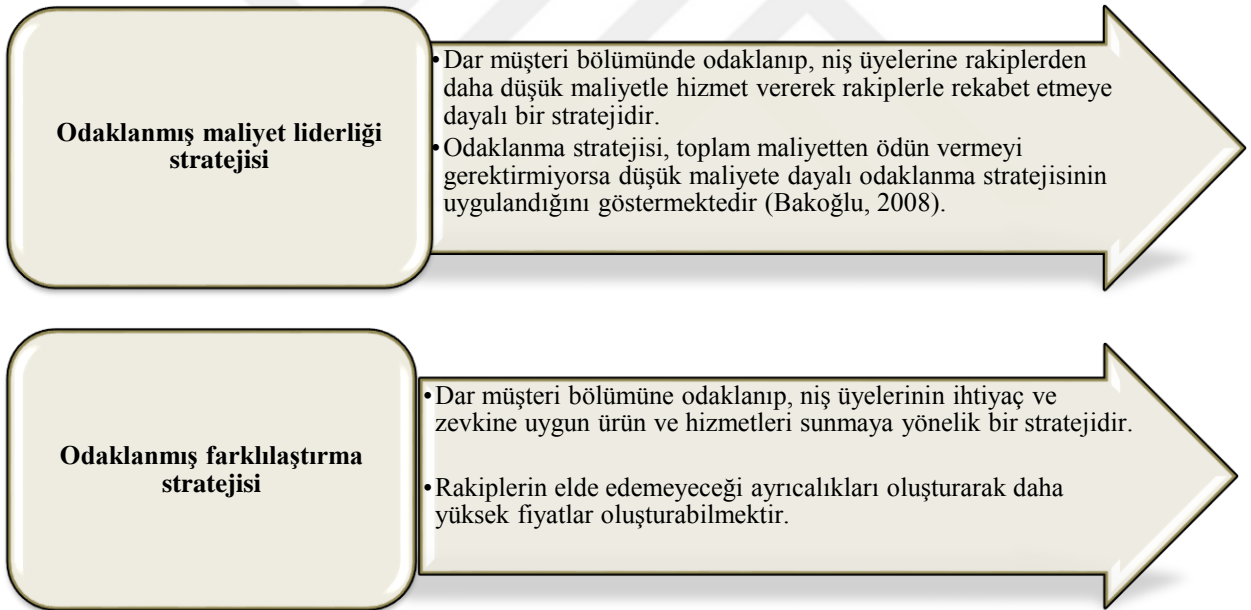 Odaklanmış maliyet liderliği
stratejisi
•Dar müşteri bölümünde odaklanıp, niş üyelerine rakiplerden
daha düşük maliyetle hizmet vererek rakiplerle rekabet etmeye
dayalı bir stratejidir.
•Odaklanma stratejisi, toplam maliyetten ödün vermeyi
gerektirmiyorsa düşük maliyete dayalı odaklanma stratejisinin
uygulandığını göstermektedir (Bakoğlu, 2008).
Odaklanmış farklılaştırma
stratejisi
•Dar müşteri bölümüne odaklanıp, niş üyelerinin ihtiyaç ve
zevkine uygun ürün ve hizmetleri sunmaya yönelik bir stratejidir.
•Rakiplerin elde edemeyeceği ayrıcalıkları oluşturarak daha
yüksek fiyatlar oluşturabilmektir.